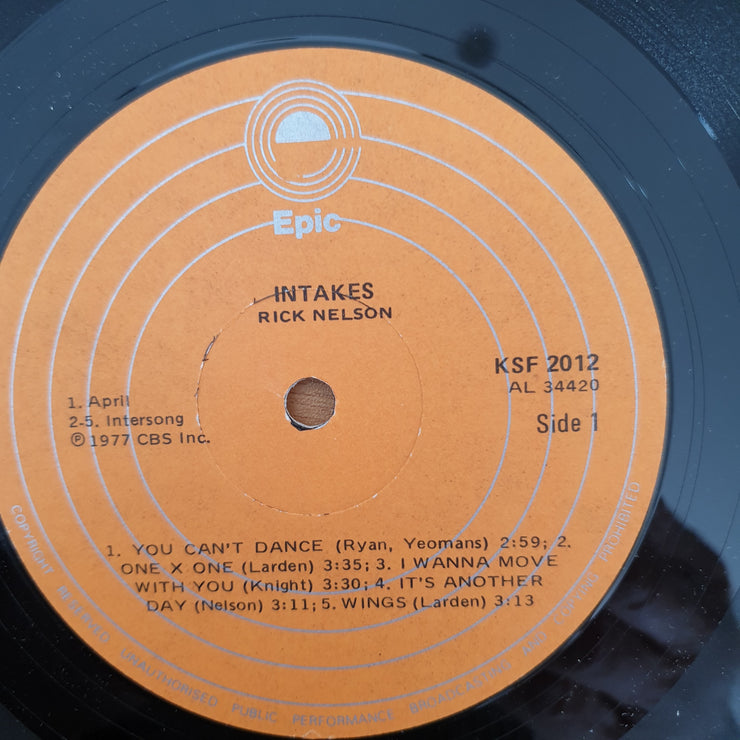 Epic
INTAKES
RICK NELSON
KSF 2012
AL 34420
Side 1
1. April
2-5. Intersong
Ⓟ 1977 CBS Inc.
1. YOU CAN'T DANCE (Ryan, Yeomans) 2:59; 2.
ONE X ONE (Larden) 3:35; 3. I WANNA MOVE
WITH YOU (Knight) 3:30; 4. IT'S ANOTHER
DAY (Nelson) 3:11; 5. WINGS (Larden) 3:13
COPYRIGHT RESERVED. UNAUTHORISED PUBLIC PERFORMANCE BROADCASTING AND COPYING PROHIBITED